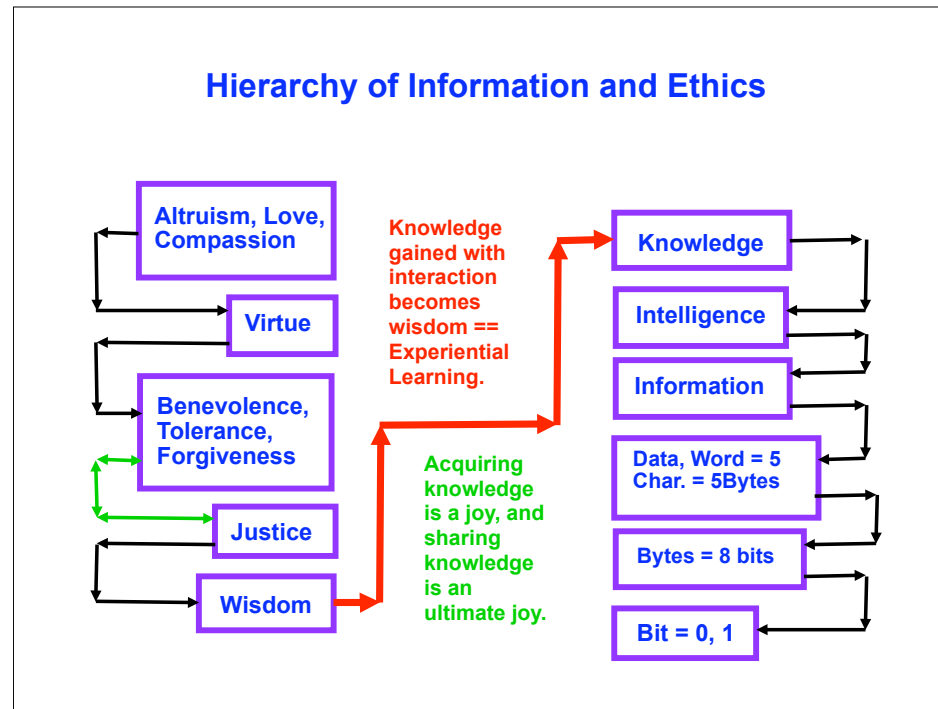 Hierarchy of Information and Ethics
Altruism, Love,
Compassion
Virtue
Benevolence,
Tolerance,
Forgiveness
Justice
Wisdom
Knowledge
gained with
interaction
becomes
wisdom ==
Experiential
Learning.
Acquiring
knowledge
is a joy, and
sharing
knowledge
is an
ultimate joy.
Knowledge
Intelligence
Information
Data, Word = 5
Char. = 5Bytes
Bytes = 8 bits
Bit = 0, 1